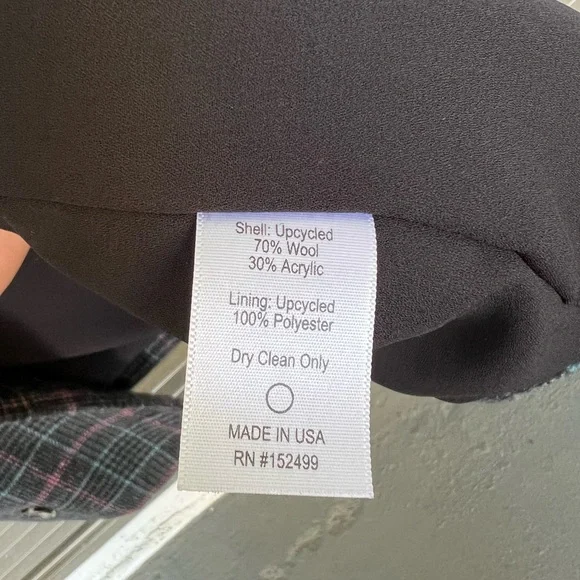 Shell: Upcycled
70% Wool
30% Acrylic
Lining: Upcycled
100% Polyester
Dry Clean Only
MADE IN USA
RN #152499